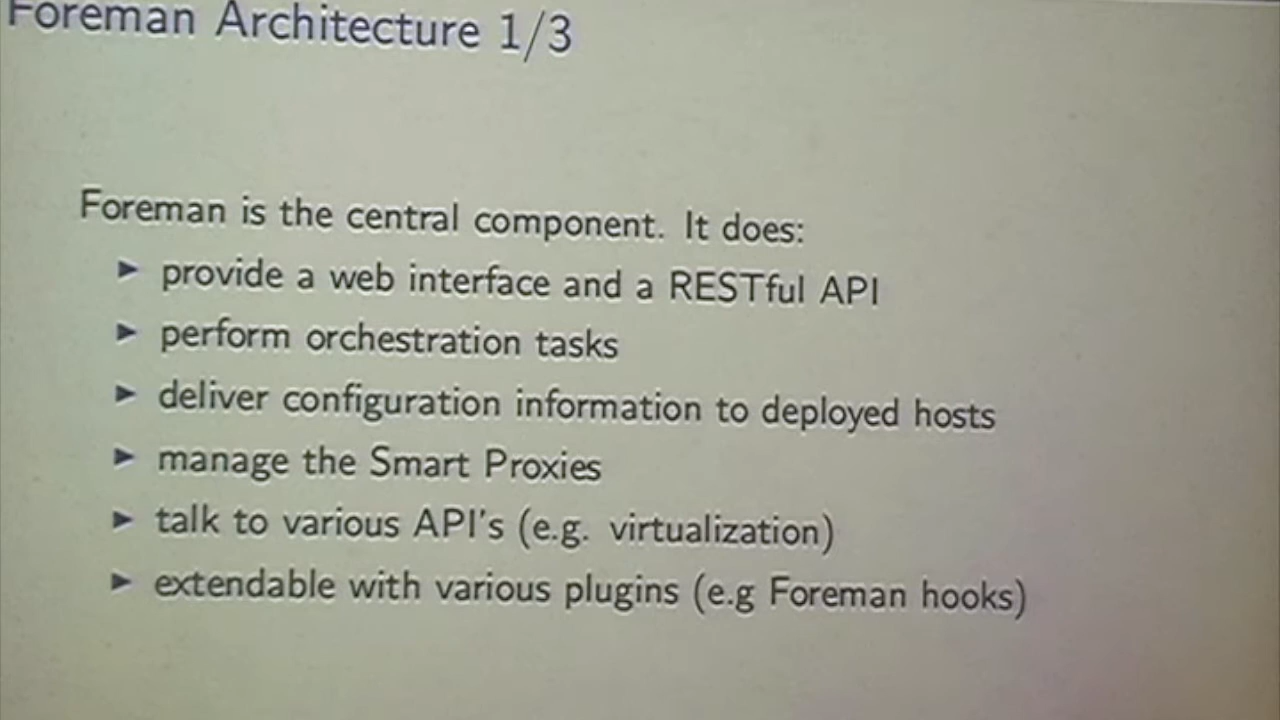 Foreman Architecture 1/3
Foreman is the central component. It does:
▶ provide a web interface and a RESTful API
▶ perform orchestration tasks
▶ deliver configuration information to deployed hosts
▶ manage the Smart Proxies
▶ talk to various API's (e.g. virtualization)
▶ extendable with various plugins (e.g Foreman hooks)